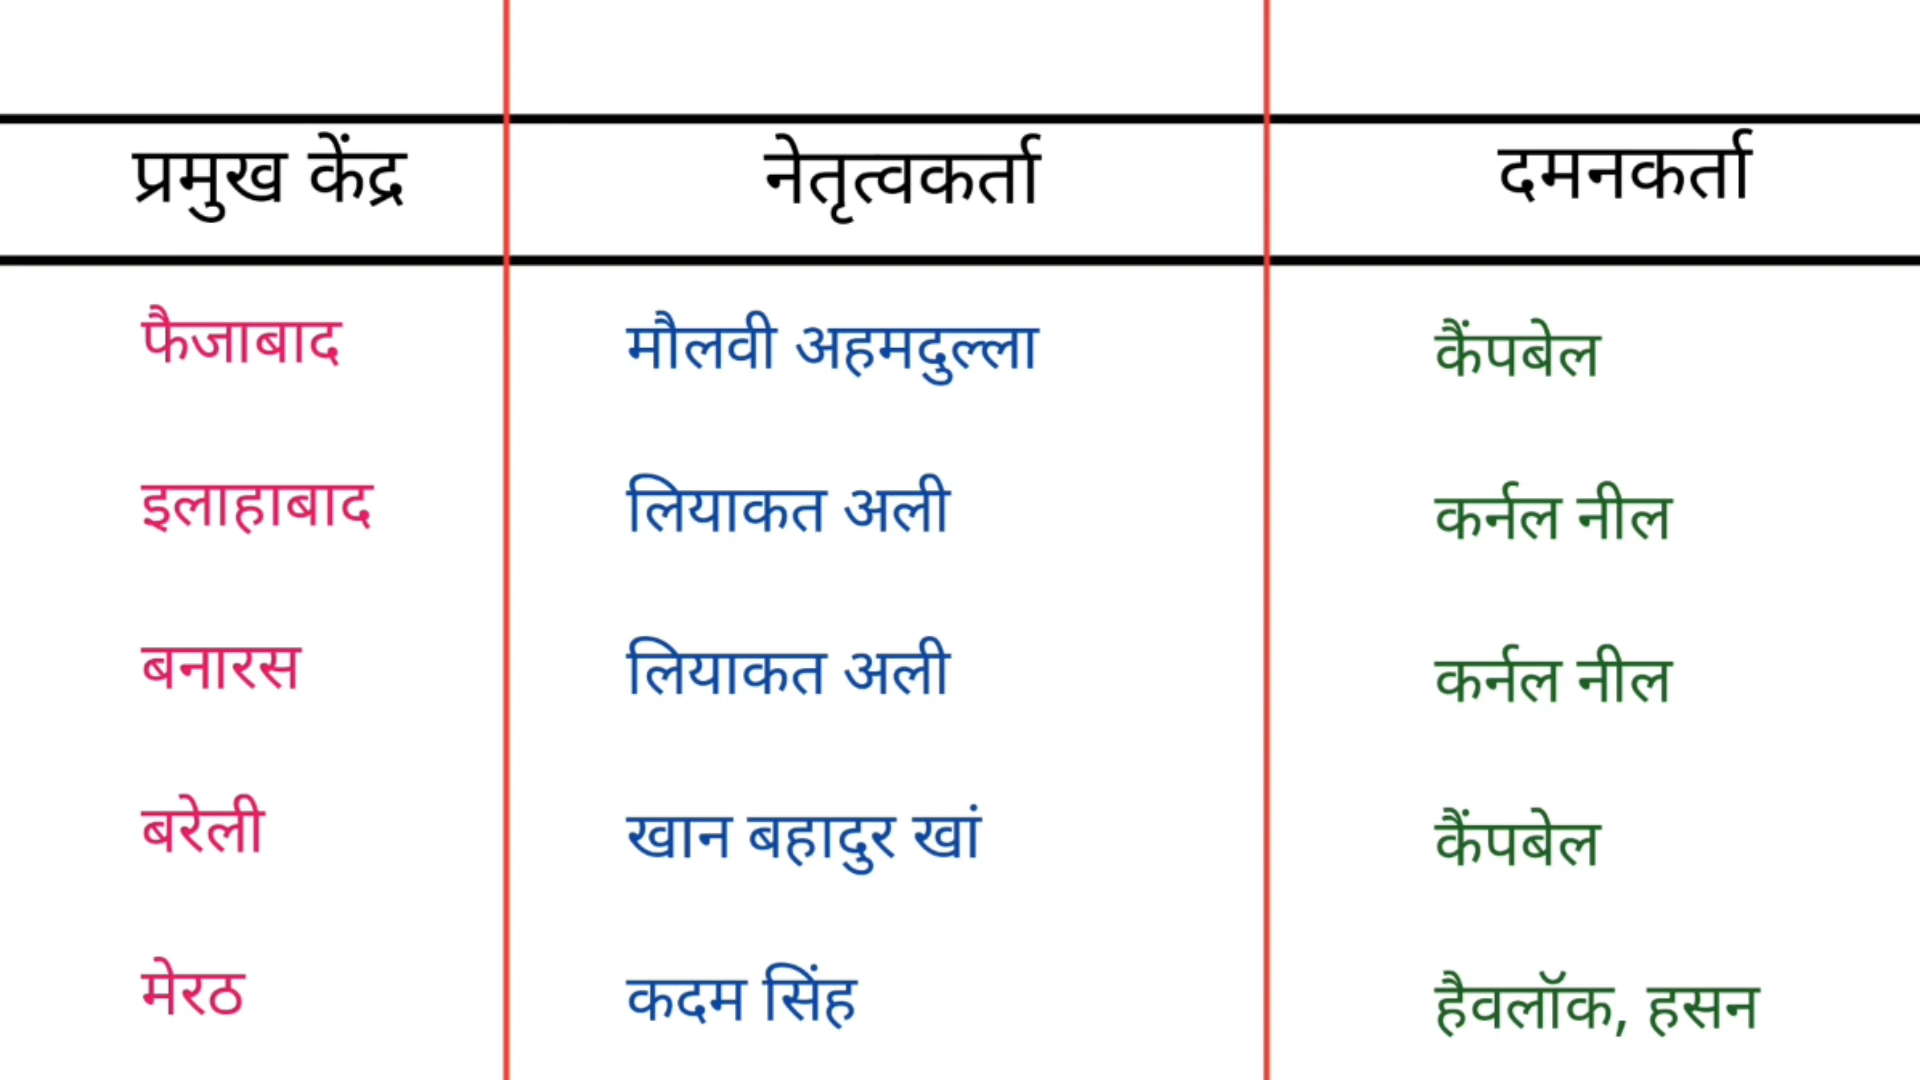 प्रमुख केंद्र नेतृत्वकर्ता दमनकर्ता
फैजाबाद मौलवी अहमदुल्ला कैंपबेल
इलाहाबाद लियाकत अली कर्नल नील
बनारस लियाकत अली कर्नल नील
बरेली खान बहादुर खां कैंपबेल
मेरठ कदम सिंह हैवलॉक, हसन